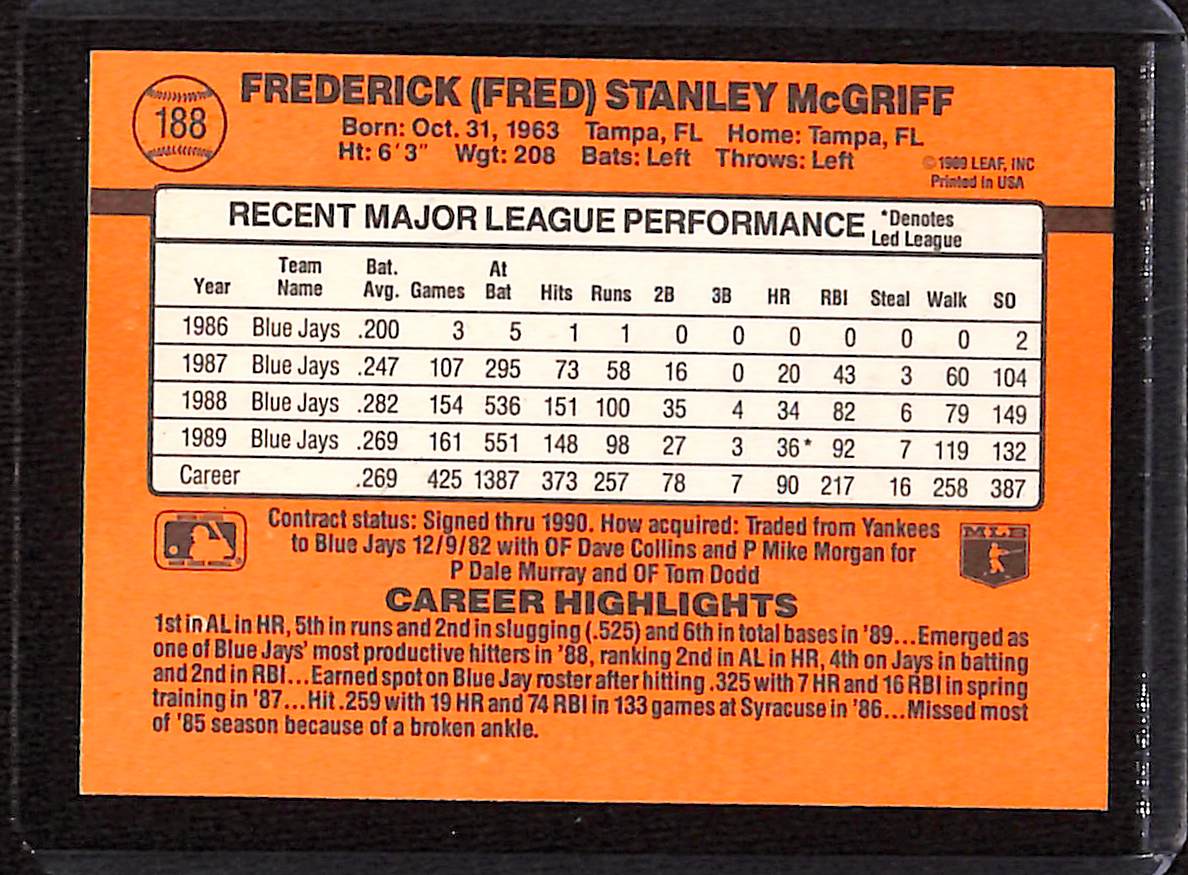 188
FREDERICK (FRED) STANLEY McGRIFF
Born: Oct. 31, 1963 Tampa, FL Home: Tampa, FL
Ht: 6'3" Wgt: 208 Bats: Left Throws: Left
© 1989 LEAF, INC
Printed in USA
RECENT MAJOR LEAGUE PERFORMANCE *Denotes
Led League
Year Team Name Bat. Avg. Games At Bat Hits Runs 2B 3B HR RBI Steal Walk SO
1986 Blue Jays .200 3 5 1 1 0 0 0 0 0 0 2
1987 Blue Jays .247 107 295 73 58 16 0 20 43 3 60 104
1988 Blue Jays .282 154 536 151 100 35 4 34 82 6 79 149
1989 Blue Jays .269 161 551 148 98 27 3 36* 92 7 119 132
Career .269 425 1387 373 257 78 7 90 217 16 258 387
Contract status: Signed thru 1990. How acquired: Traded from Yankees
to Blue Jays 12/9/82 with OF Dave Collins and P Mike Morgan for
P Dale Murray and OF Tom Dodd
MLB
CAREER HIGHLIGHTS
1st in AL in HR, 5th in runs and 2nd in slugging (.525) and 6th in total bases in '89...Emerged as
one of Blue Jays' most productive hitters in '88, ranking 2nd in AL in HR, 4th on Jays in batting
and 2nd in RBI...Earned spot on Blue Jay roster after hitting .325 with 7 HR and 16 RBI in spring
training in '87...Hit .259 with 19 HR and 74 RBI in 133 games at Syracuse in '86...Missed most
of '85 season because of a broken ankle.